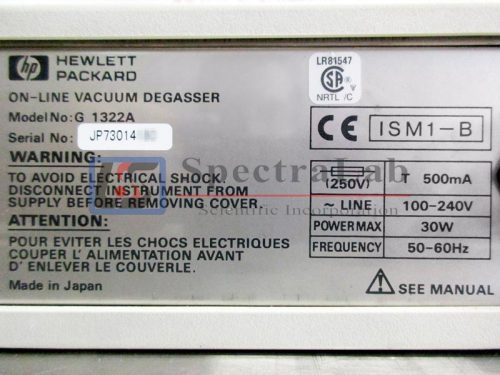 hp HEWLETT
PACKARD
ON-LINE VACUUM DEGASSER
Model No: G 1322A
Serial No: JP73014
WARNING:
TO AVOID ELECTRICAL SHOCK
DISCONNECT INSTRUMENT FROM
SUPPLY BEFORE REMOVING COVER.
ATTENTION:
POUR EVITER LES CHOCS ELECTRIQUES
COUPER L' ALIMENTATION AVANT
D' ENLEVER LE COUVERLE.
Made in Japan
LR81547
SA
NRTL /C
CE ISM1-B
(250V) T 500mA
~ LINE 100-240V
POWER MAX 30W
FREQUENCY 50-60Hz
SEE MANUAL
SpectraLab
Scientific Incorporated